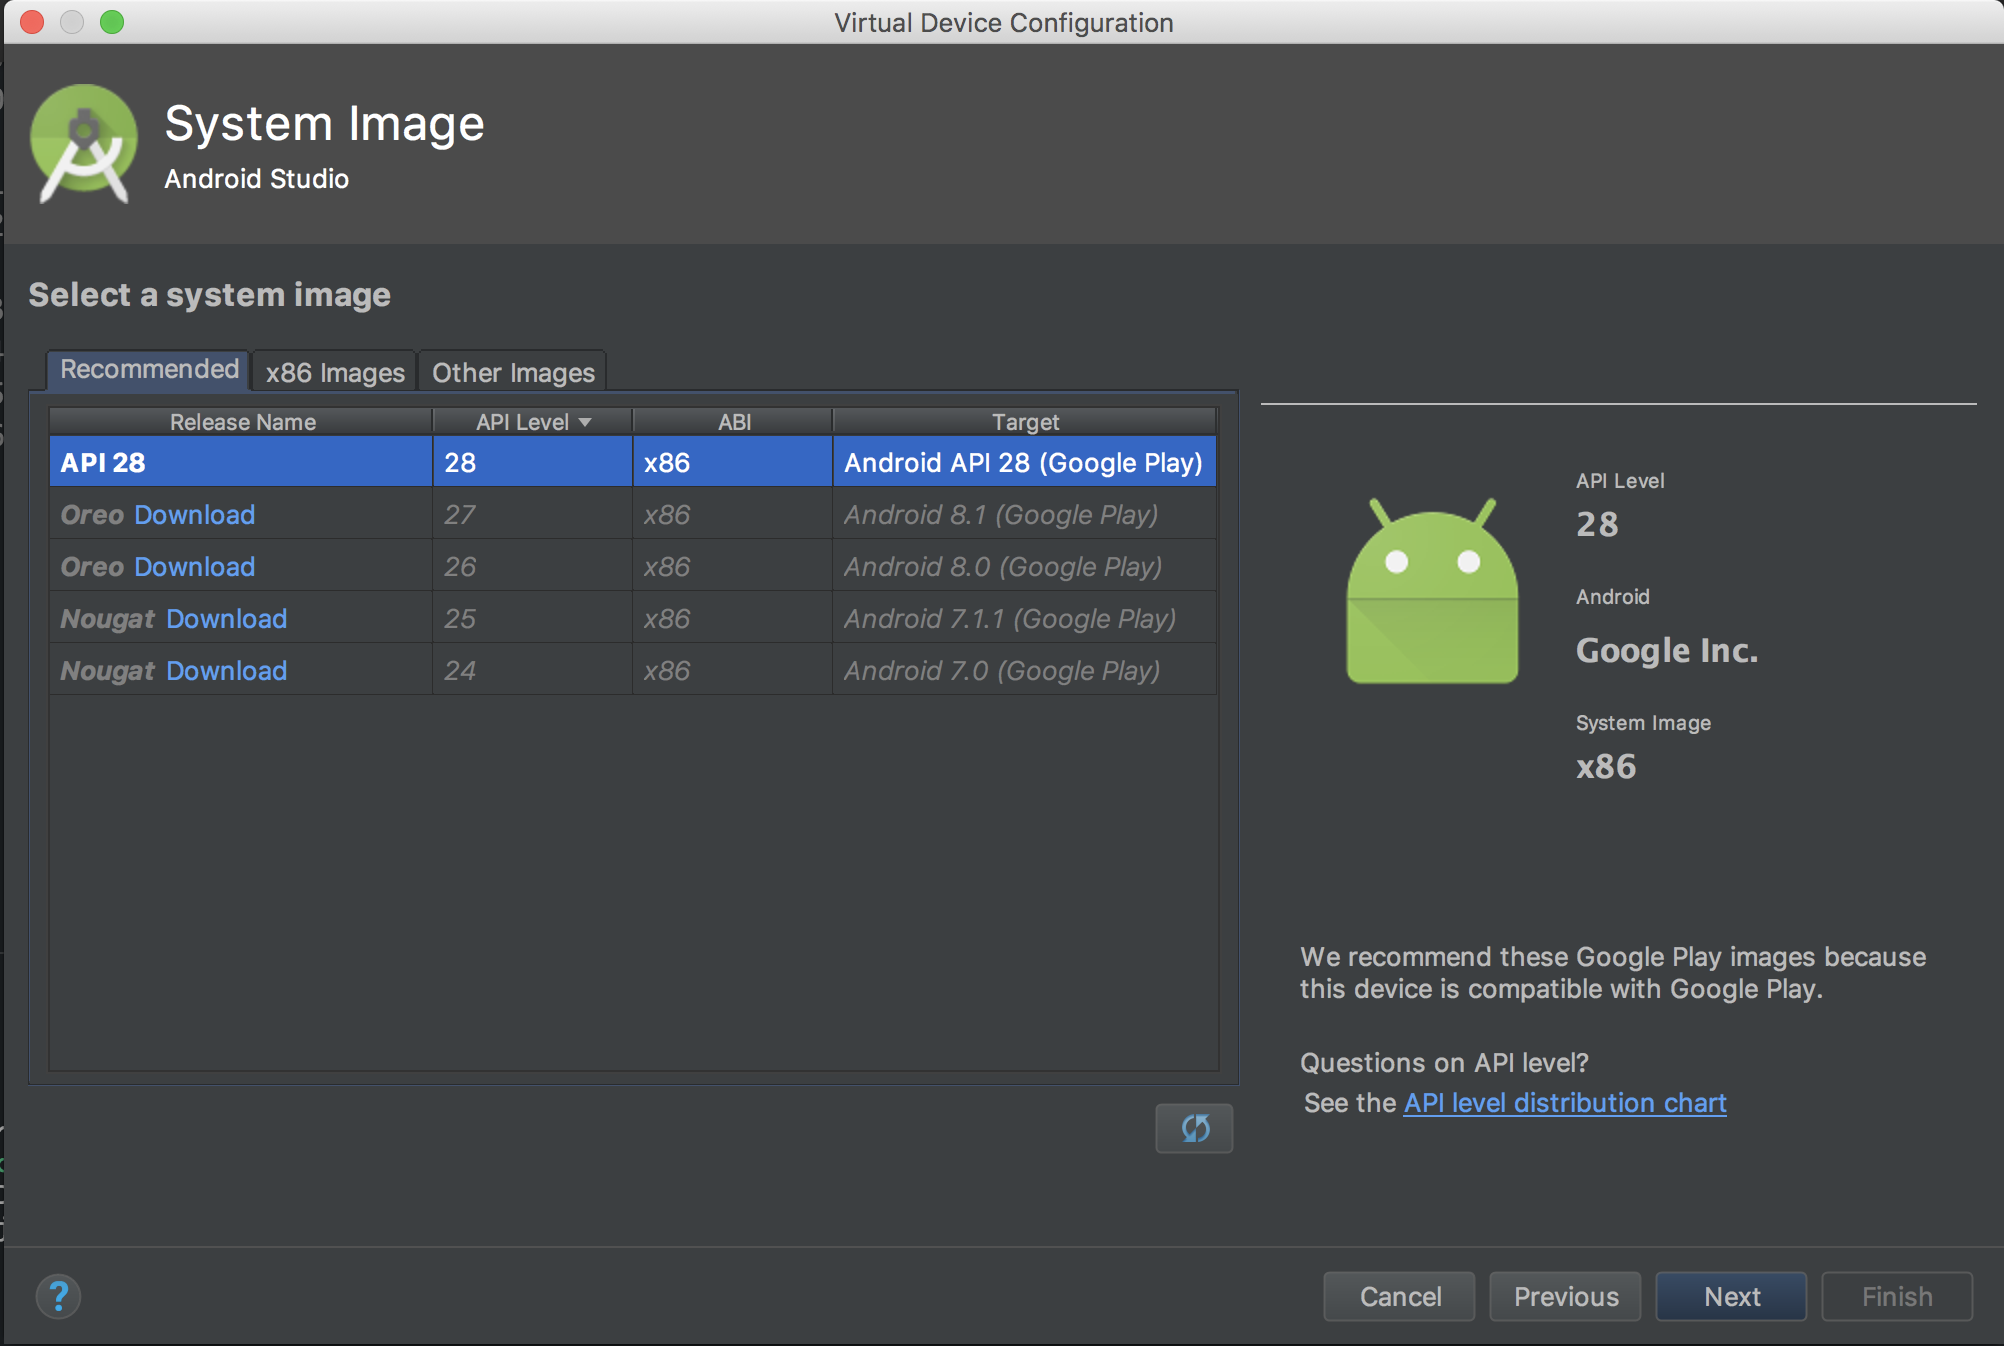 Virtual Device Configuration
System Image
Android Studio
Select a system image
Recommended x86 Images Other Images
Release Name API Level ABI Target
API 28 28 x86 Android API 28 (Google Play)
Oreo Download 27 x86 Android 8.1 (Google Play)
Oreo Download 26 x86 Android 8.0 (Google Play)
Nougat Download 25 x86 Android 7.1.1 (Google Play)
Nougat Download 24 x86 Android 7.0 (Google Play)
API Level
28
Android
Google Inc.
System Image
x86
We recommend these Google Play images because
this device is compatible with Google Play.
Questions on API level?
See the API level distribution chart
? Cancel Previous Next Finish